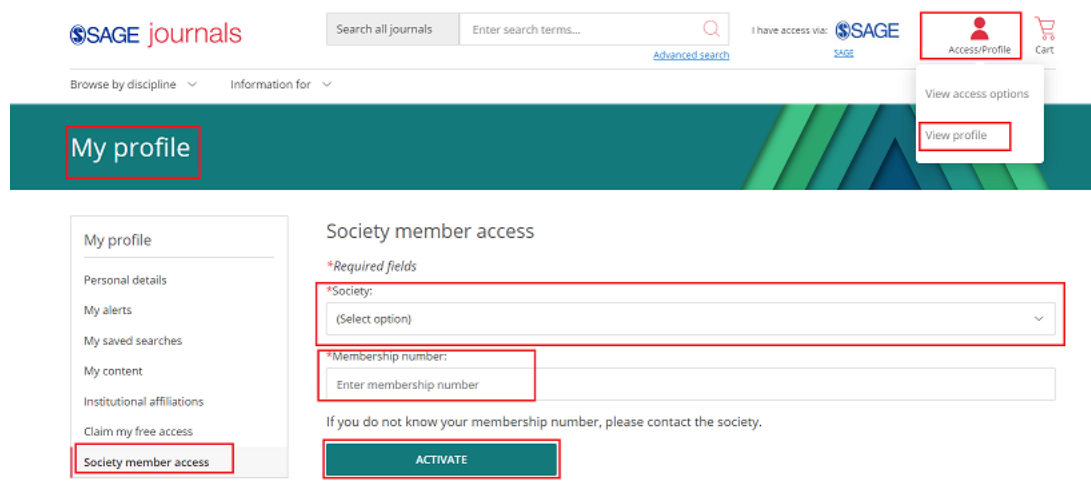 SAGE journals
Search all journals
Enter search terms...
Advanced search
I have access via: SAGE
SAGE
Access/Profile
Cart
Browse by discipline
Information for
View access options
View profile
My profile
My profile
Personal details
My alerts
My saved searches
My content
Institutional affiliations
Claim my free access
Society member access
Society member access
*Required fields
*Society:
(Select option)
*Membership number:
Enter membership number
If you do not know your membership number, please contact the society.
ACTIVATE